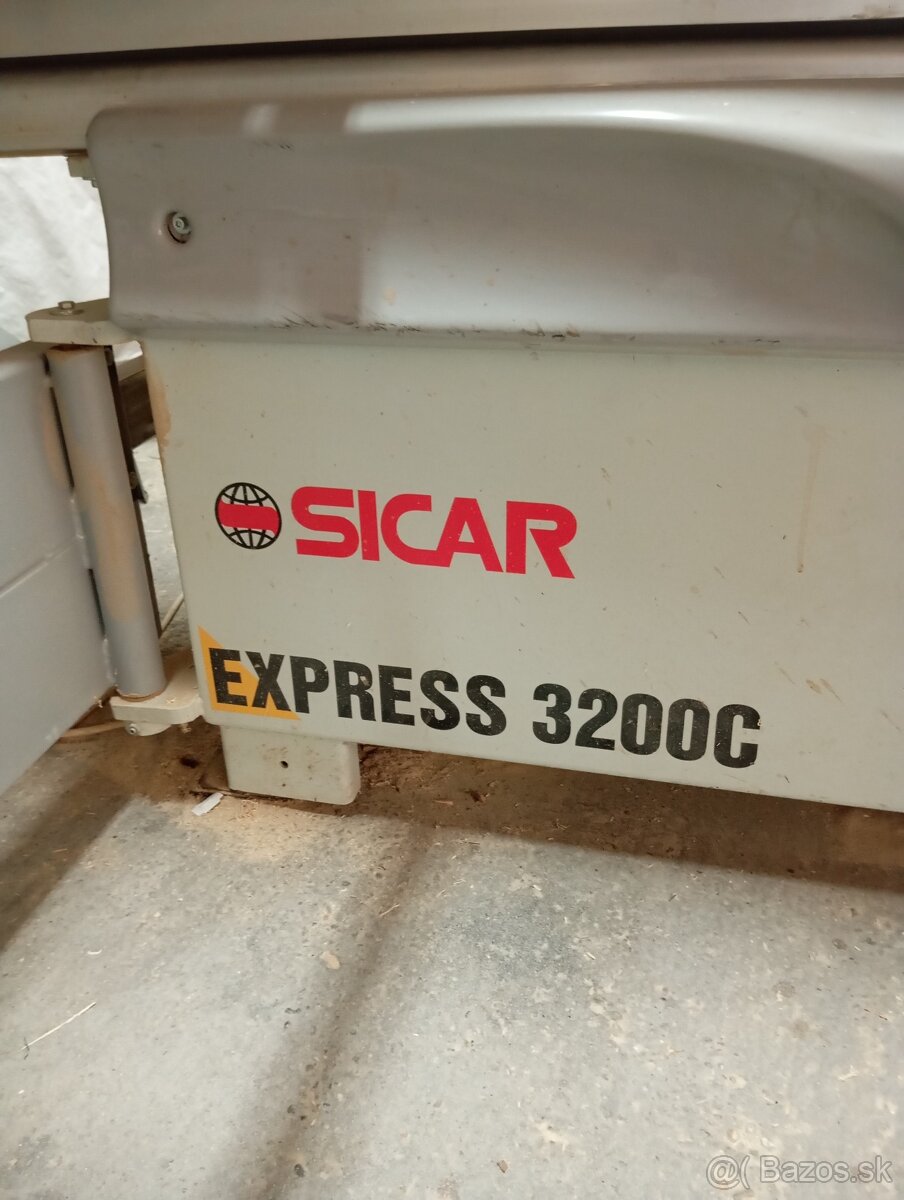 SICAR
EXPRESS 3200C
@( Bazos.sk